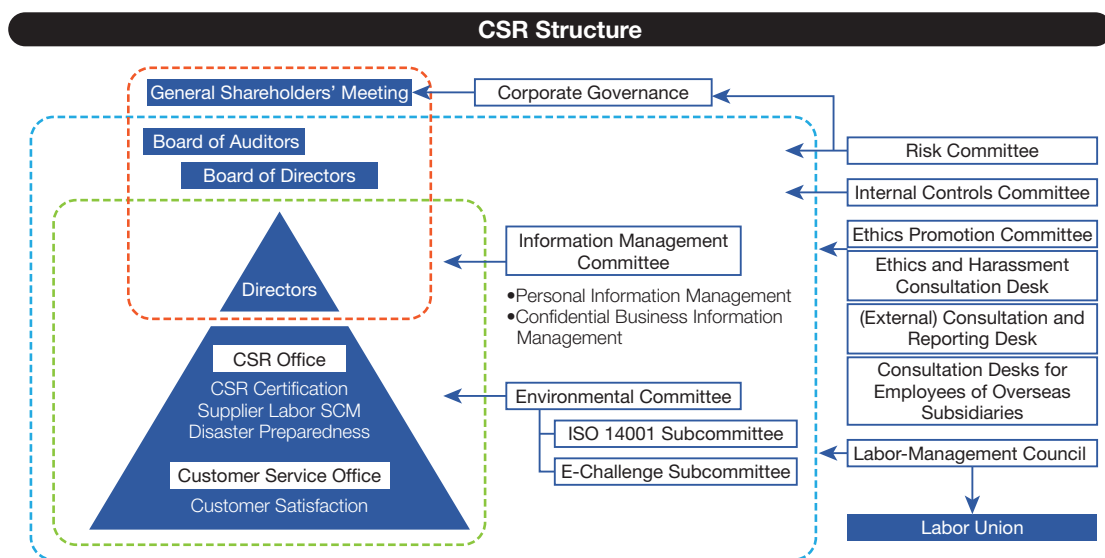 CSR Structure
General Shareholders' Meeting
Corporate Governance
Board of Auditors
Board of Directors
Risk Committee
Internal Controls Committee
Ethics Promotion Committee
Ethics and Harassment
Consultation Desk
(External) Consultation and
Reporting Desk
Consultation Desks for
Employees of Overseas
Subsidiaries
Labor-Management Council
Labor Union
Information Management
Committee
•Personal Information Management
•Confidential Business Information
Management
Environmental Committee
ISO 14001 Subcommittee
E-Challenge Subcommittee
Directors
CSR Office
CSR Certification
Supplier Labor SCM
Disaster Preparedness
Customer Service Office
Customer Satisfaction